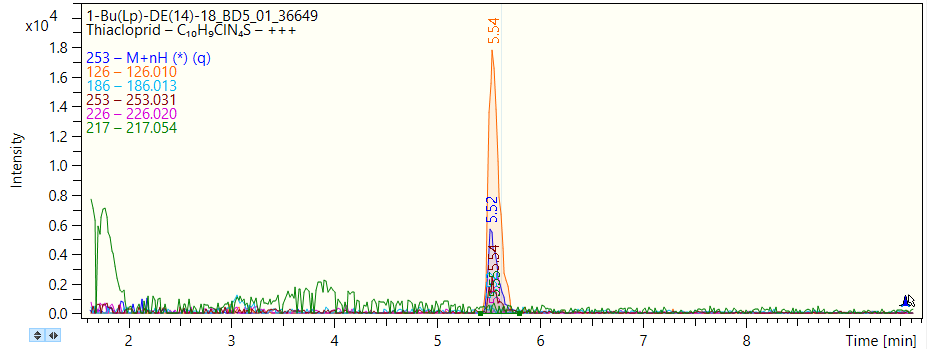 1-Bu(Lp)-DE(14)-18_BD5_01_36649
Thiacloprid – C₁₀H₉ClN₄S – +++
x10⁴
253 – M+nH (*) (q)
126 – 126.010
186 – 186.013
253 – 253.031
226 – 226.020
217 – 217.054
5.54
5.52
5.54
Intensity
1.8
1.6
1.4
1.2
1.0
0.8
0.6
0.4
0.2
0.0
2 3 4 5 6 7 8 Time [min]